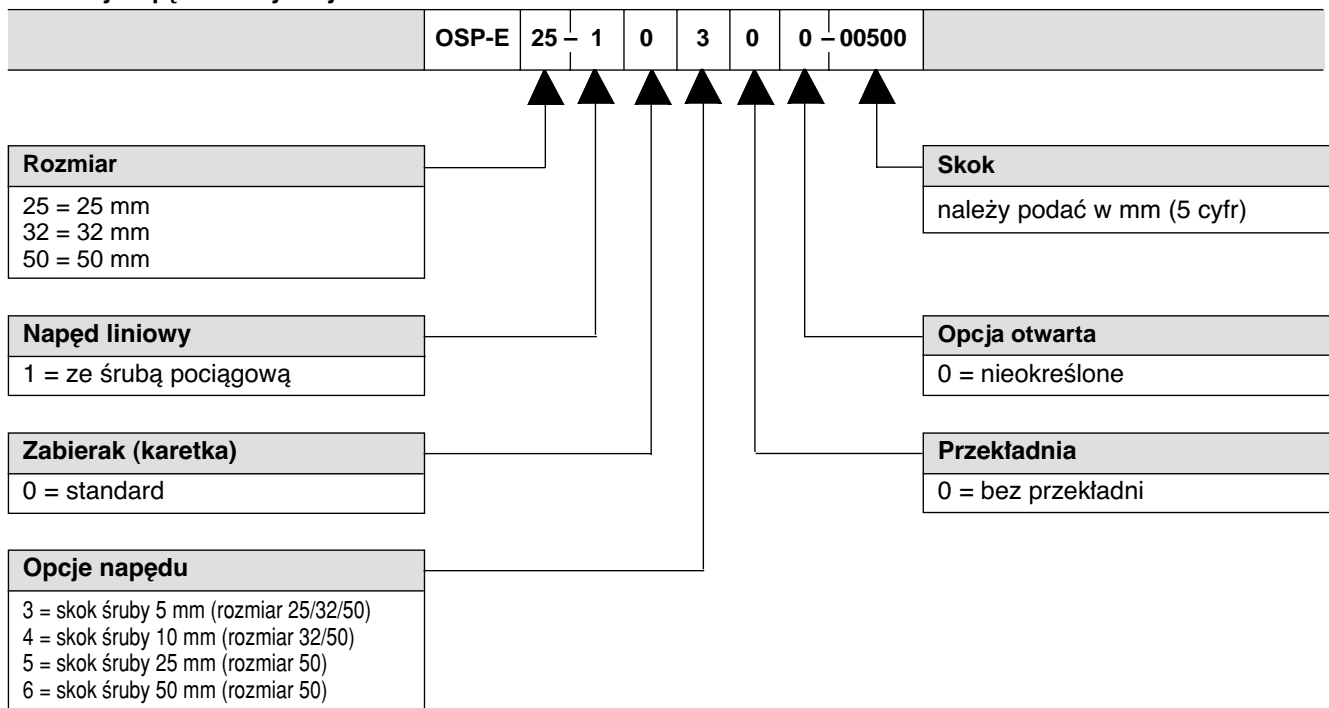 OSP-E 25 – 1 0 3 0 0 – 00500
Rozmiar
25 = 25 mm
32 = 32 mm
50 = 50 mm
Napęd liniowy
1 = ze śrubą pociągową
Zabierak (karetka)
0 = standard
Opcje napędu
3 = skok śruby 5 mm (rozmiar 25/32/50)
4 = skok śruby 10 mm (rozmiar 32/50)
5 = skok śruby 25 mm (rozmiar 50)
6 = skok śruby 50 mm (rozmiar 50)
Skok
należy podać w mm (5 cyfr)
Opcja otwarta
0 = nieokreślone
Przekładnia
0 = bez przekładni